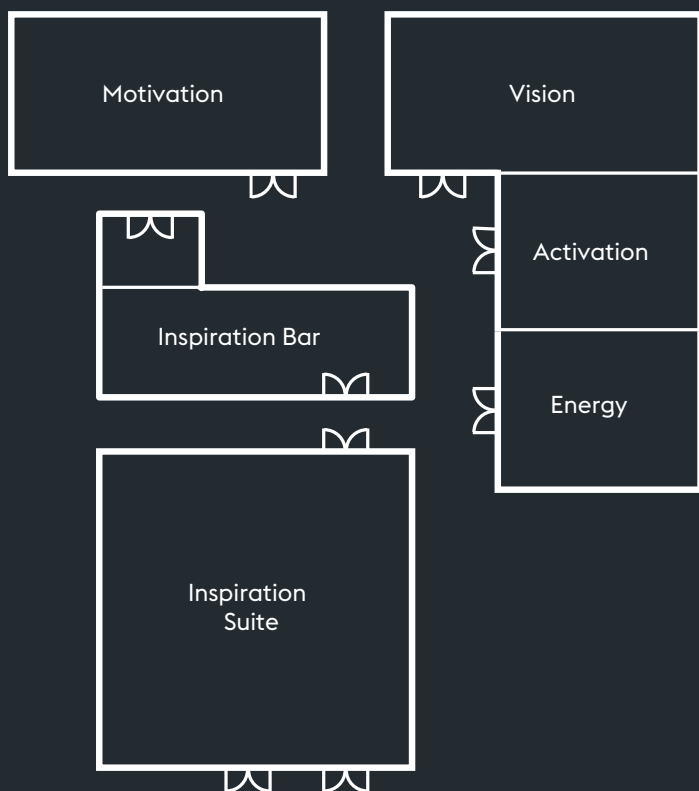 Motivation
Vision
Activation
Inspiration Bar
Energy
Inspiration
Suite